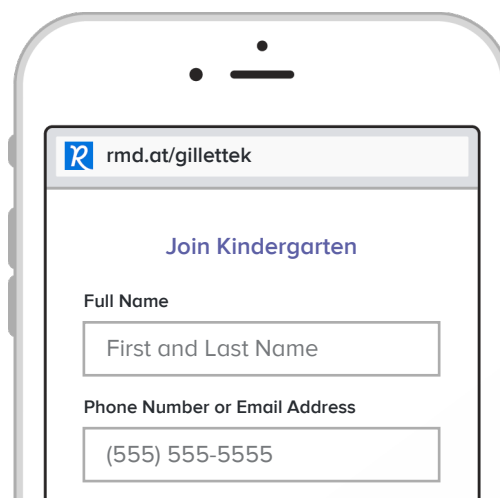 rmd.at/gillettek
Join Kindergarten
Full Name
First and Last Name
Phone Number or Email Address
(555) 555-5555